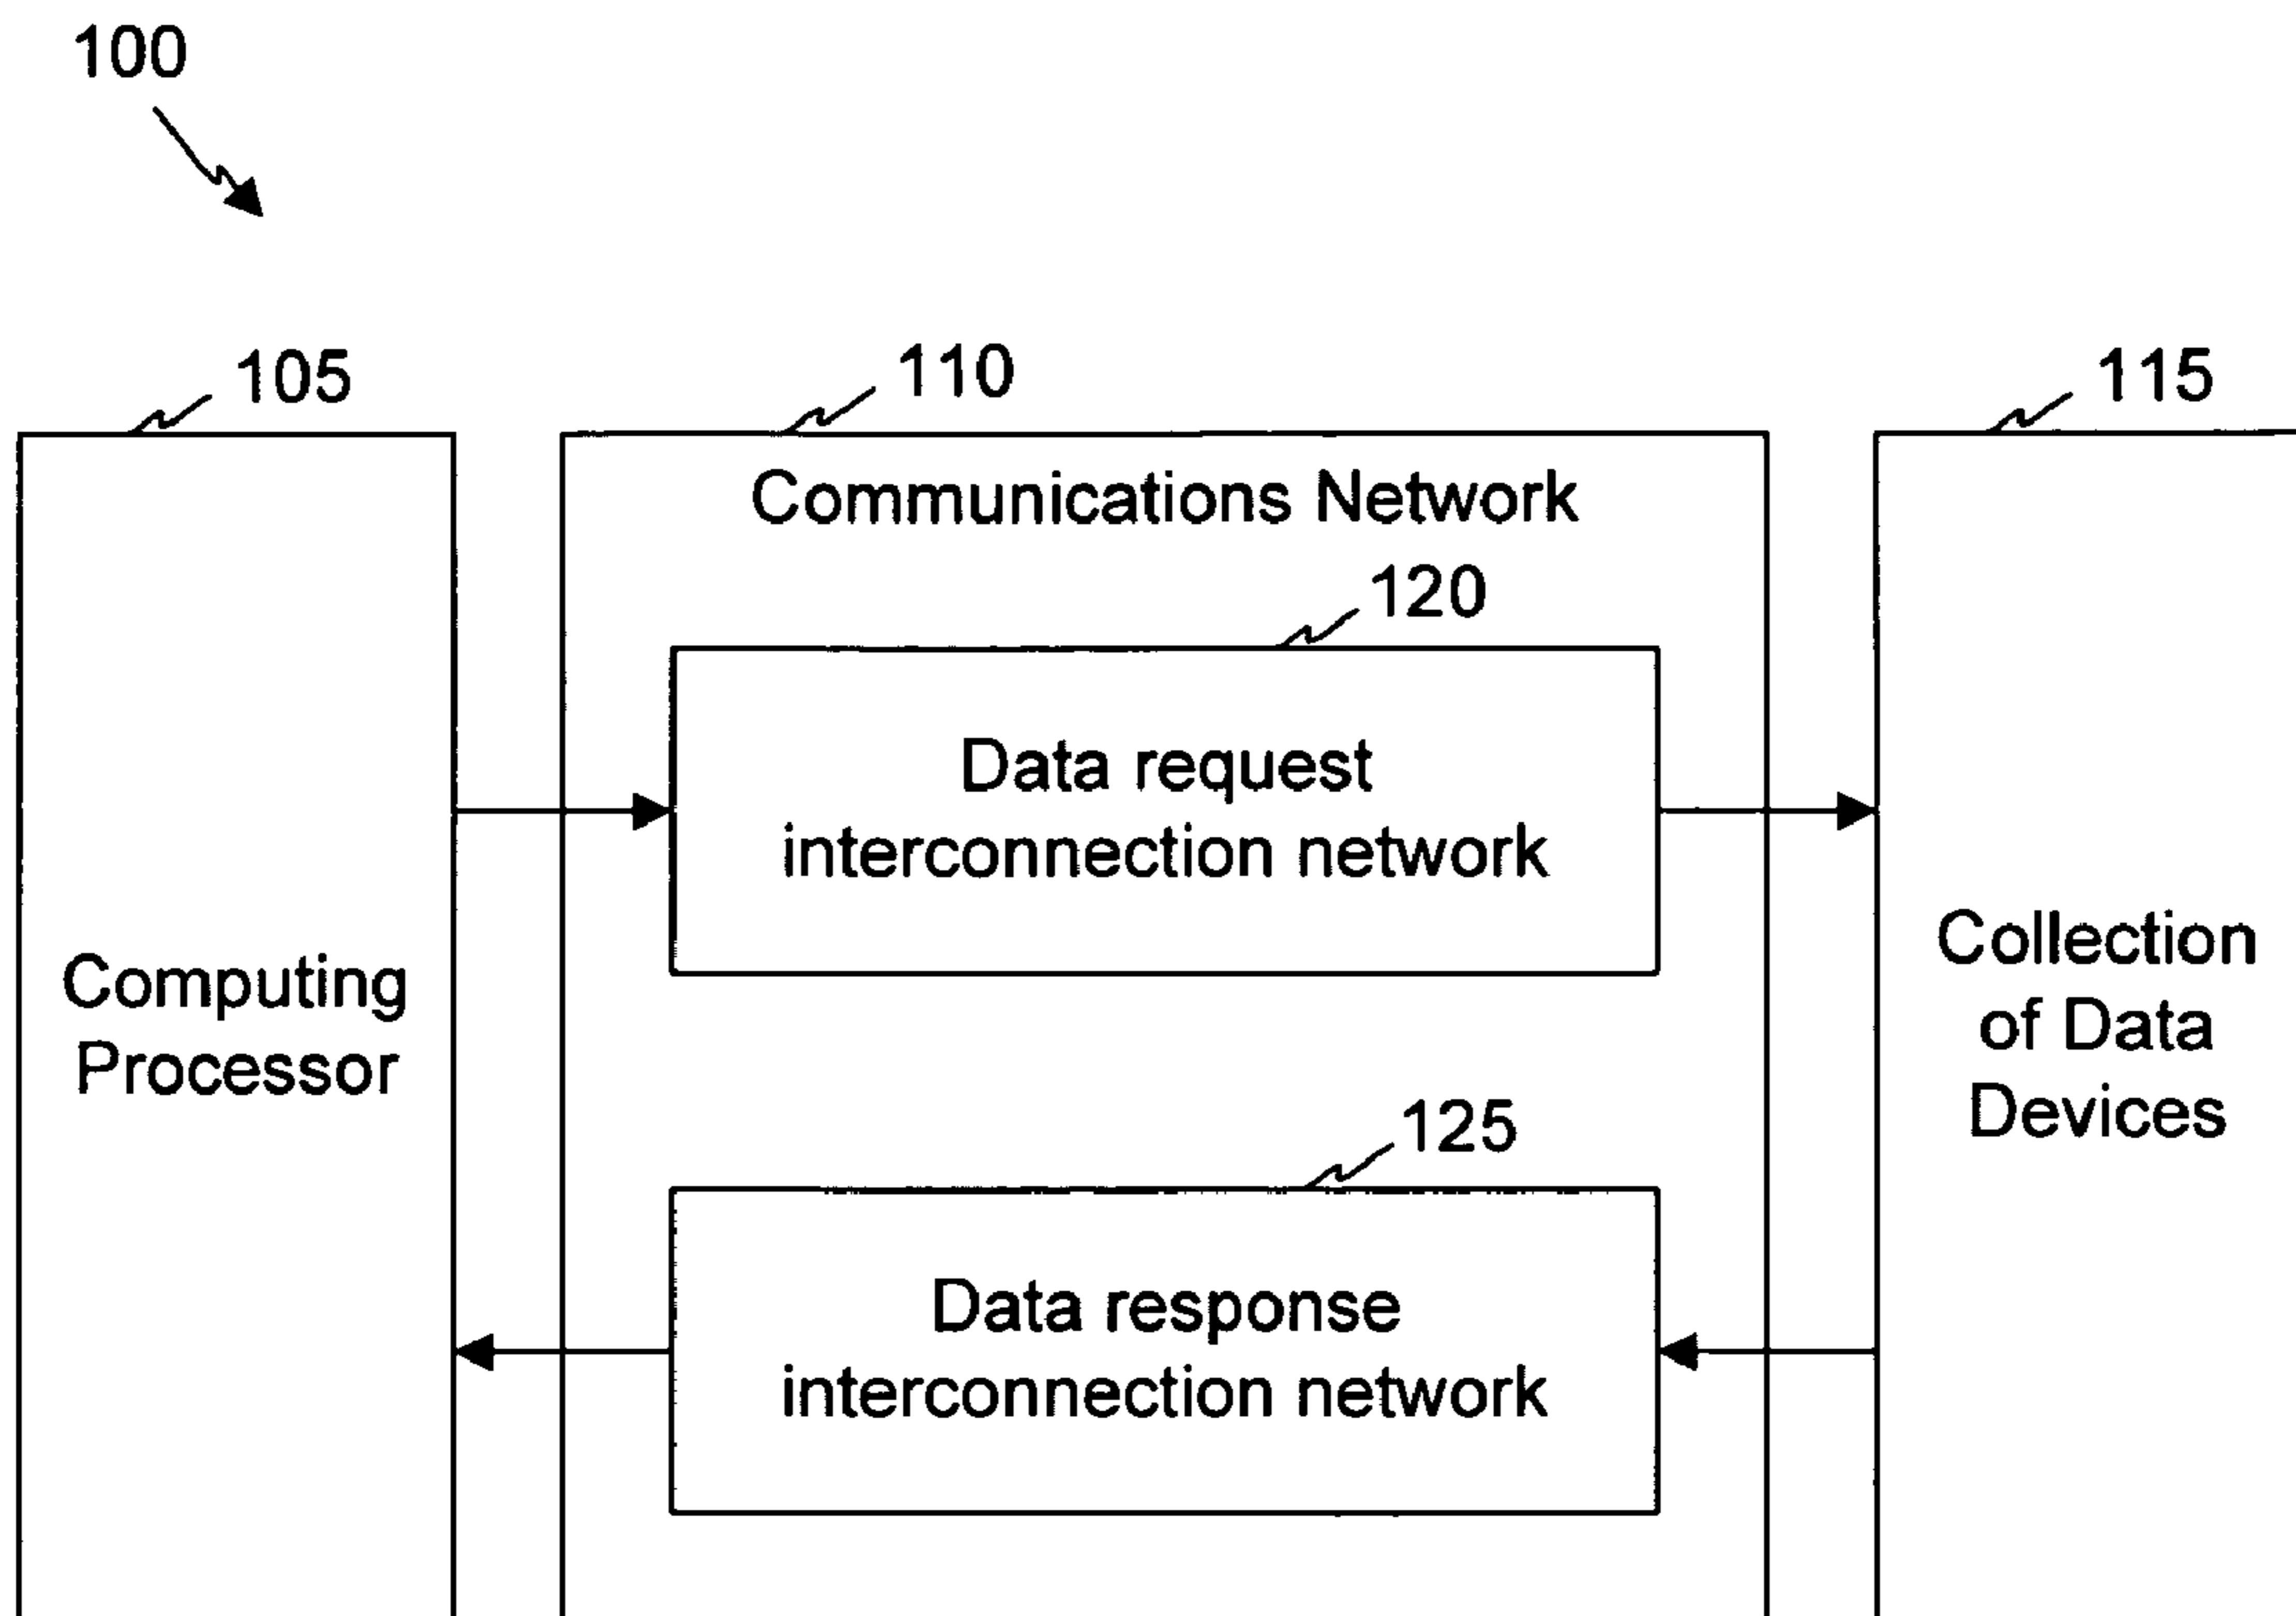 100
105
110
115
Communications Network
120
Data request
interconnection network
Computing
Processor
Collection
of Data
Devices
125
Data response
interconnection network